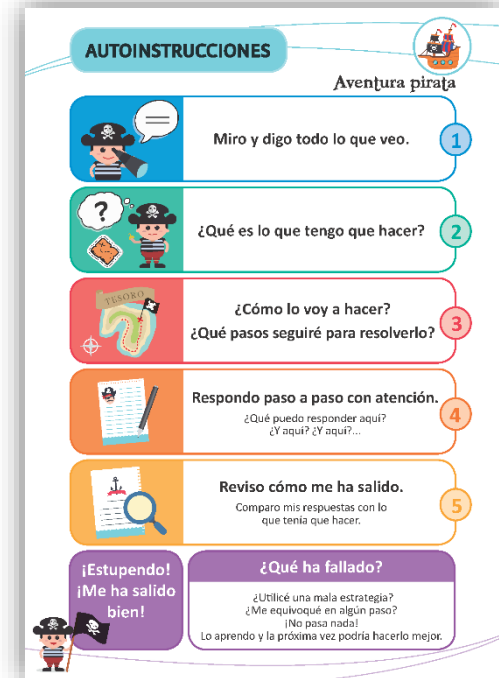 AUTOINSTRUCCIONES
Aventura pirata
Miro y digo todo lo que veo.
1
?
¿Qué es lo que tengo que hacer?
2
TESORO
¿Cómo lo voy a hacer?
¿Qué pasos seguiré para resolverlo?
3
Respondo paso a paso con atención.
¿Qué puedo responder aquí?
¿Y aquí? ¿Y aquí?...
4
Reviso cómo me ha salido.
Comparo mis respuestas con lo
que tenía que hacer.
5
¡Estupendo!
¡Me ha salido
bien!
¿Qué ha fallado?
¿Utilicé una mala estrategia?
¿Me equivoqué en algún paso?
¡No pasa nada!
Lo aprendo y la próxima vez podría hacerlo mejor.